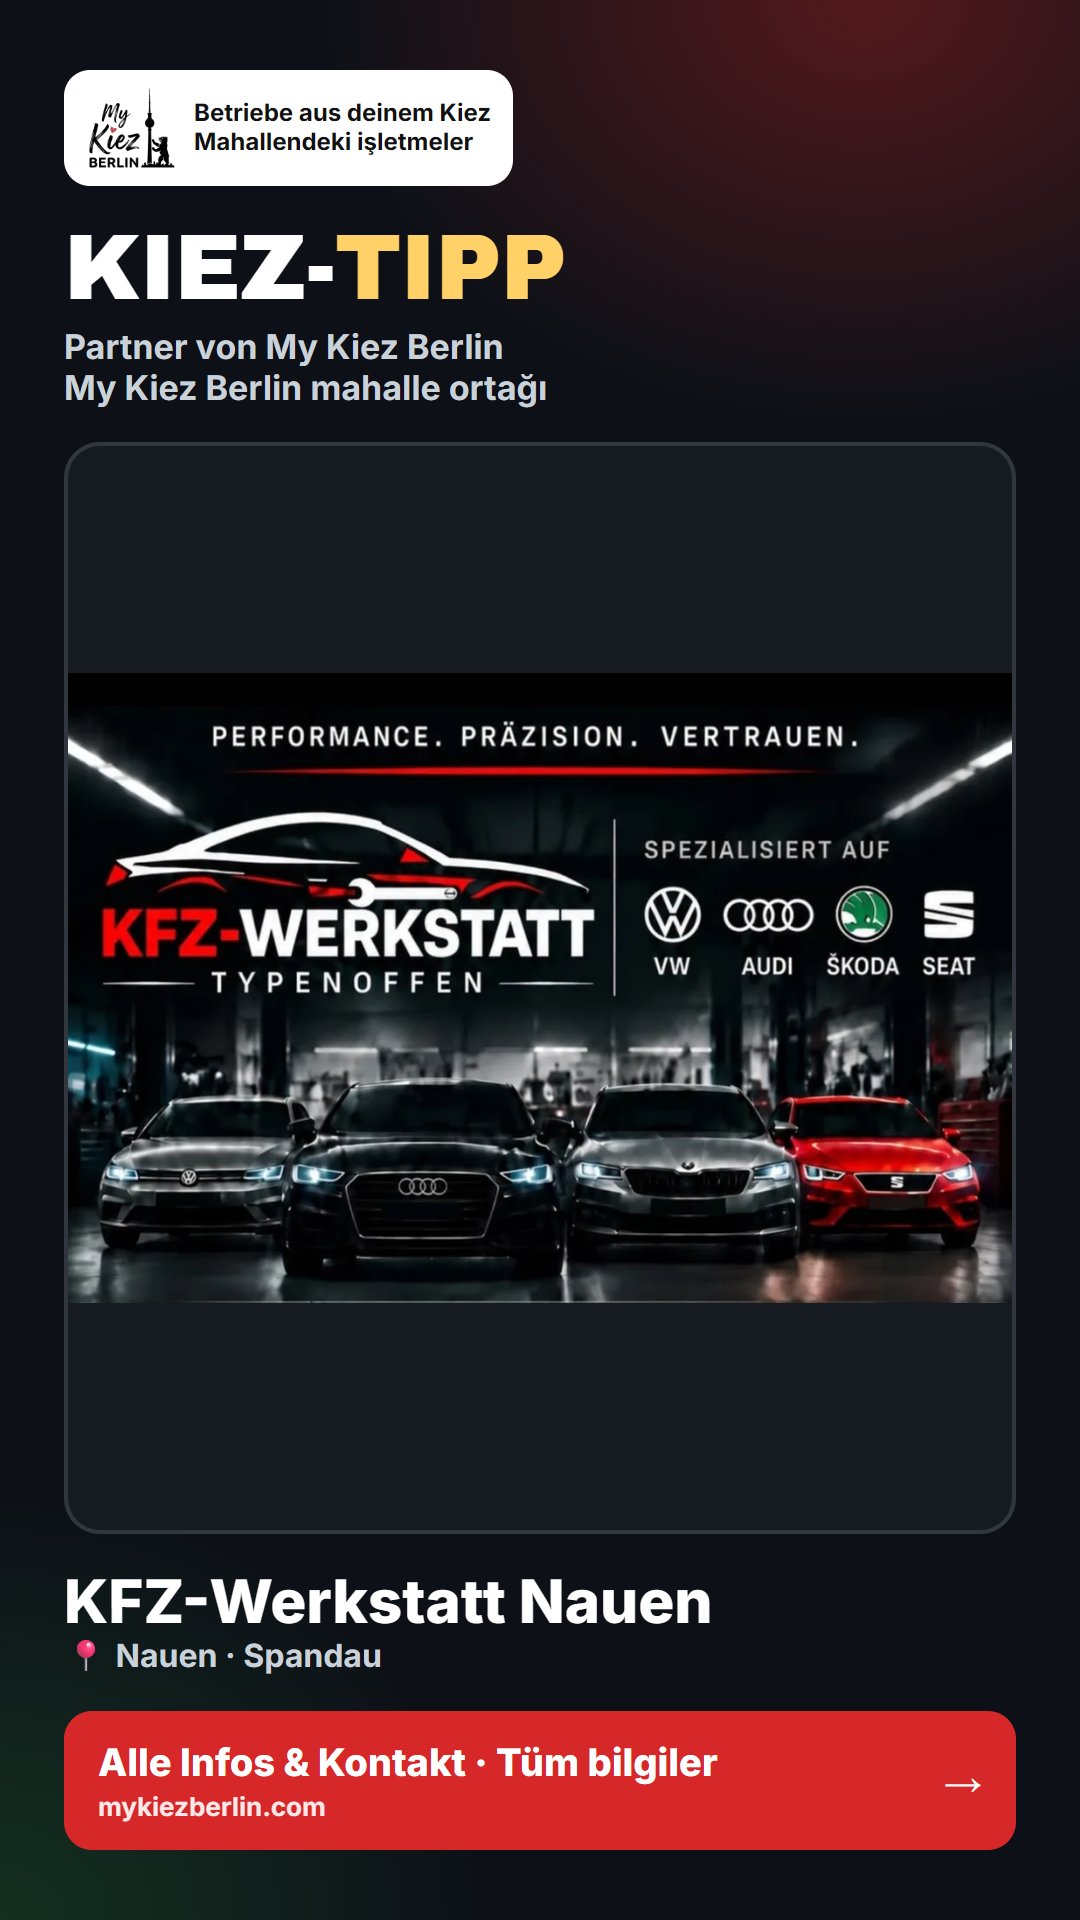 My
Kiez
BERLIN
Betriebe aus deinem Kiez
Mahallendeki işletmeler
KIEZ-TIPP
Partner von My Kiez Berlin
My Kiez Berlin mahalle ortağı
PERFORMANCE. PRÄZISION. VERTRAUEN.
KFZ-WERKSTATT
TYPENOFFEN
SPEZIALISIERT AUF
VW AUDI ŠKODA SEAT
KFZ-Werkstatt Nauen
Nauen · Spandau
Alle Infos & Kontakt · Tüm bilgiler →
mykiezberlin.com